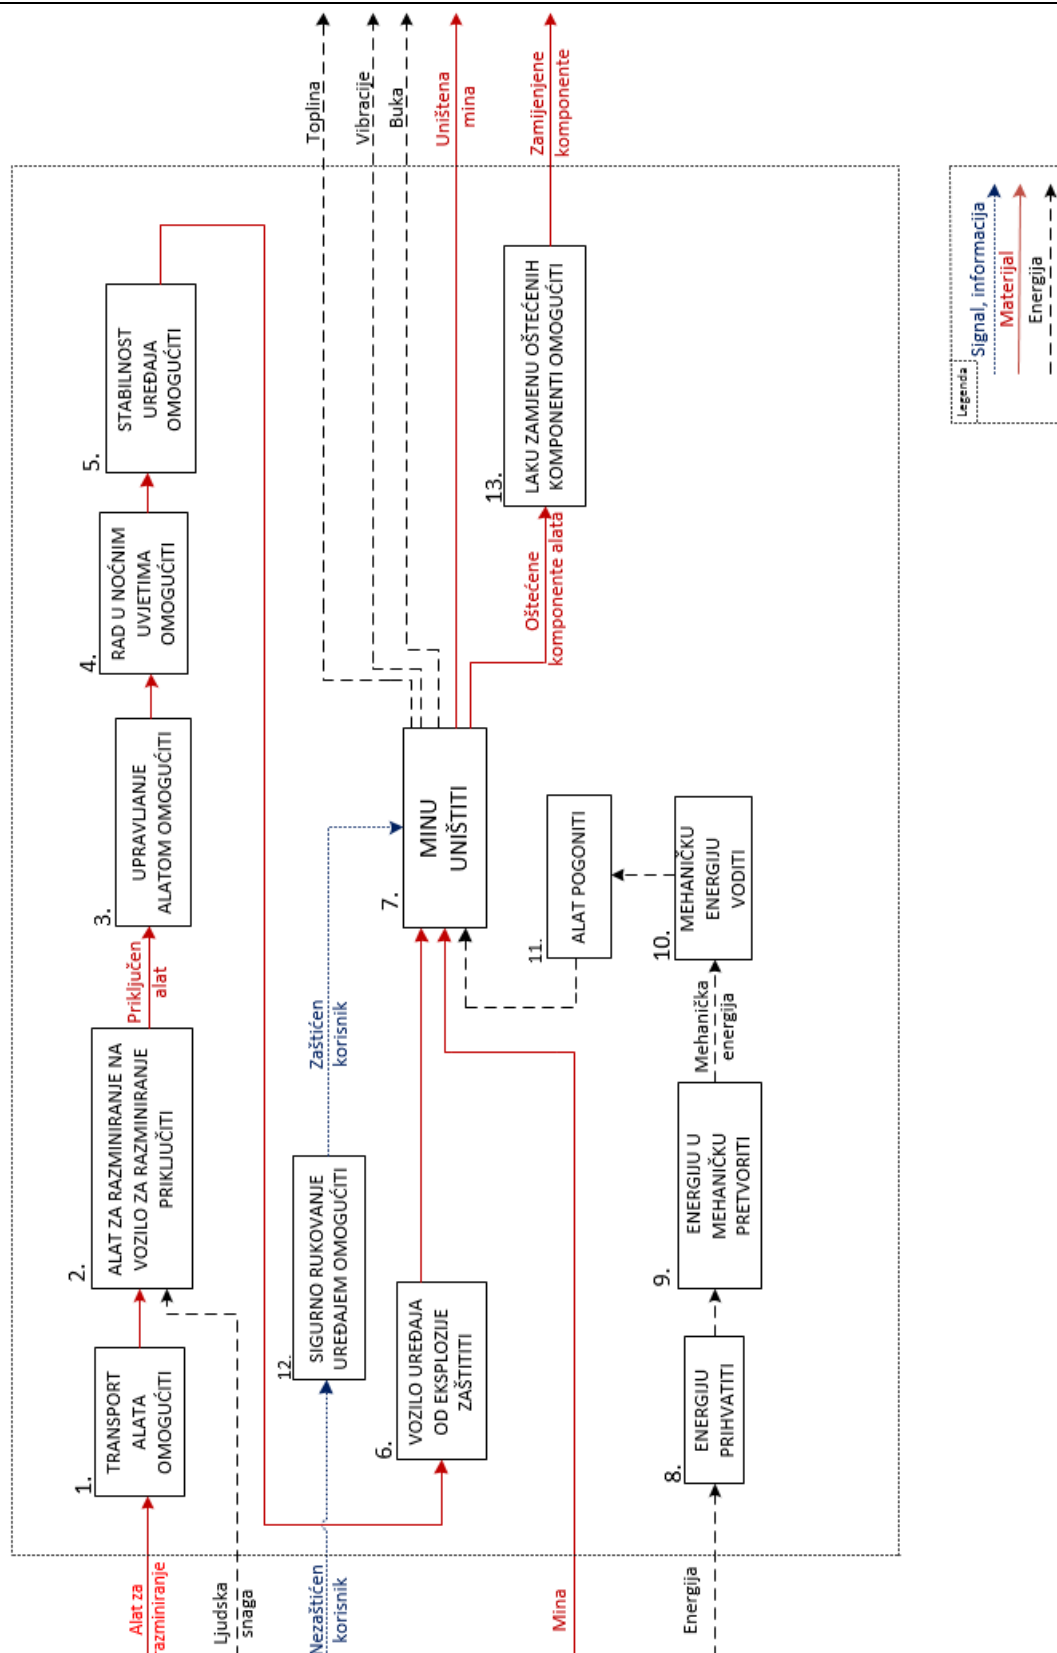 Alat za
razminiranje
1.
TRANSPORT
ALATA
OMOGUĆITI
2.
ALAT ZA RAZMINIRANJE NA
VOZILO ZA RAZMINIRANJE
PRIKLJUČITI
Priključen
alat
3.
UPRAVLJANJE
ALATOM OMOGUĆITI
4.
RAD U NOĆNIM
UVJETIMA
OMOGUĆITI
5.
STABILNOST
UREĐAJA
OMOGUĆITI
Ljudska
snaga
Nezaštićen
korisnik
12.
SIGURNO RUKOVANJE
UREĐAJEM OMOGUĆITI
Zaštićen
korisnik
6.
VOZILO UREĐAJA
OD EKSPLOZIJE
ZAŠTITITI
7.
MINU
UNIŠTITI
Toplina
Vibracije
Buka
Uništena
mina
Oštećene
komponente alata
13.
LAKU ZAMJENU OŠTEĆENIH
KOMPONENTI OMOGUĆITI
Zamijenjene
komponente
Mina
11.
ALAT POGONITI
Energija
8.
ENERGIJU
PRIHVATITI
9.
ENERGIJU U
MEHANIČKU
PRETVORITI
Mehanička
energija
10.
MEHANIČKU
ENERGIJU
VODITI
Legenda
Signal, informacija
Materijal
Energija